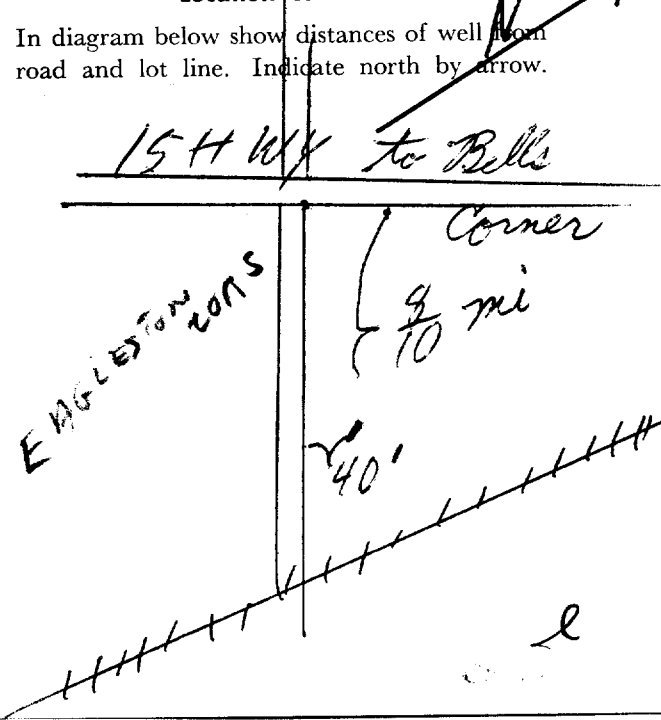 In diagram below show distances of well from
road and lot line. Indicate north by arrow.
N
15 HWY to Bells
Corner
EAGLESTON
8/10 mi
40'